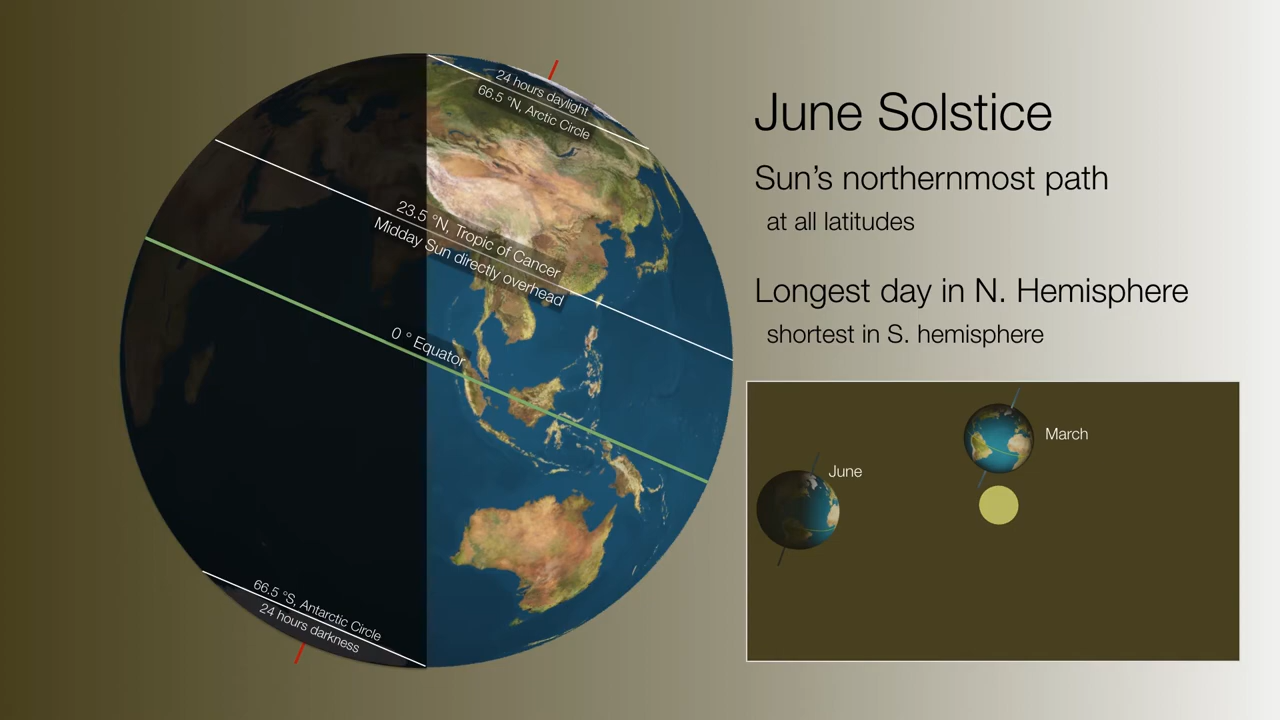 24 hours daylight
66.5 °N, Arctic Circle
23.5 °N, Tropic of Cancer
Midday Sun directly overhead
0 ° Equator
66.5 °S, Antarctic Circle
24 hours darkness
June Solstice
Sun’s northernmost path
at all latitudes
Longest day in N. Hemisphere
shortest in S. hemisphere
March
June